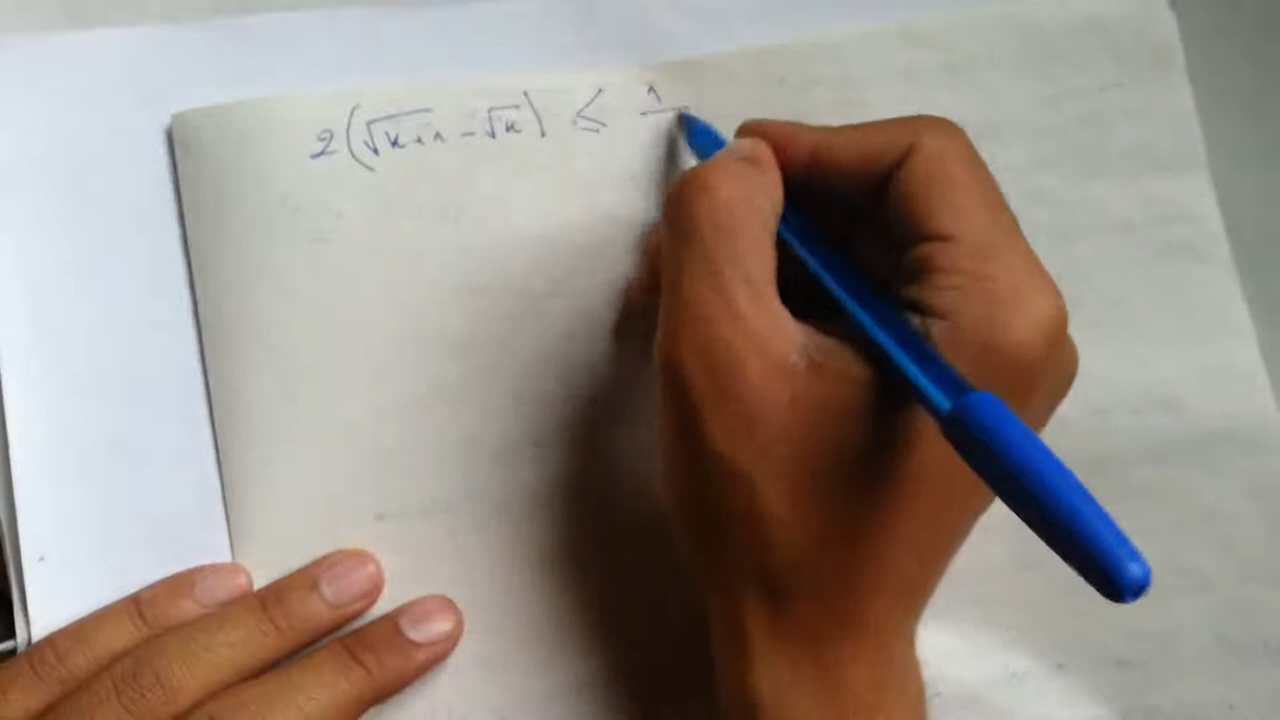 2(√k+1 - √k) ≤ 1/